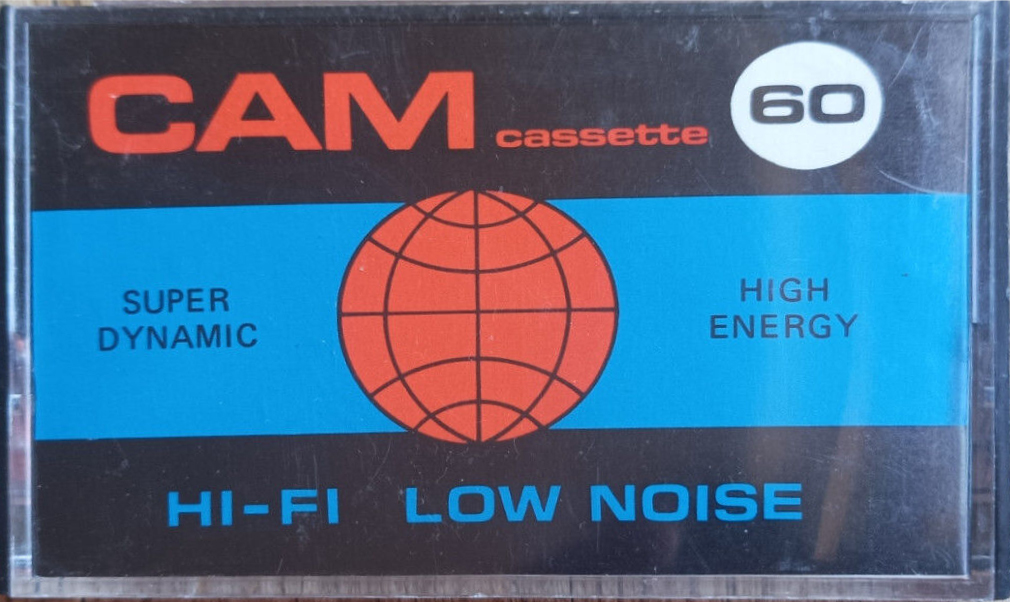 CAM cassette 60
SUPER
DYNAMIC
HIGH
ENERGY
HI-FI LOW NOISE